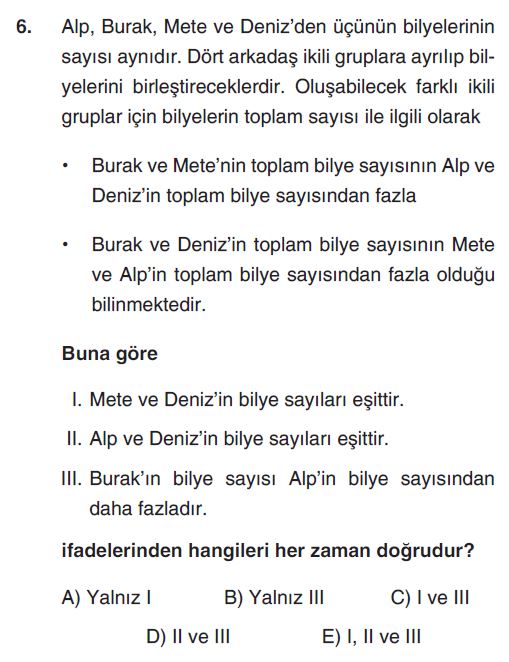 6. Alp, Burak, Mete ve Deniz’den üçünün bilyelerinin
sayısı aynıdır. Dört arkadaş ikili gruplara ayrılıp bil-
yelerini birleştireceklerdir. Oluşabilecek farklı ikili
gruplar için bilyelerin toplam sayısı ile ilgili olarak
• Burak ve Mete’nin toplam bilye sayısının Alp ve
Deniz’in toplam bilye sayısından fazla
• Burak ve Deniz’in toplam bilye sayısının Mete
ve Alp’in toplam bilye sayısından fazla olduğu
bilinmektedir.
Buna göre
I. Mete ve Deniz’in bilye sayıları eşittir.
II. Alp ve Deniz’in bilye sayıları eşittir.
III. Burak’ın bilye sayısı Alp’in bilye sayısından
daha fazladır.
ifadelerinden hangileri her zaman doğrudur?
A) Yalnız I B) Yalnız III C) I ve III
D) II ve III E) I, II ve III